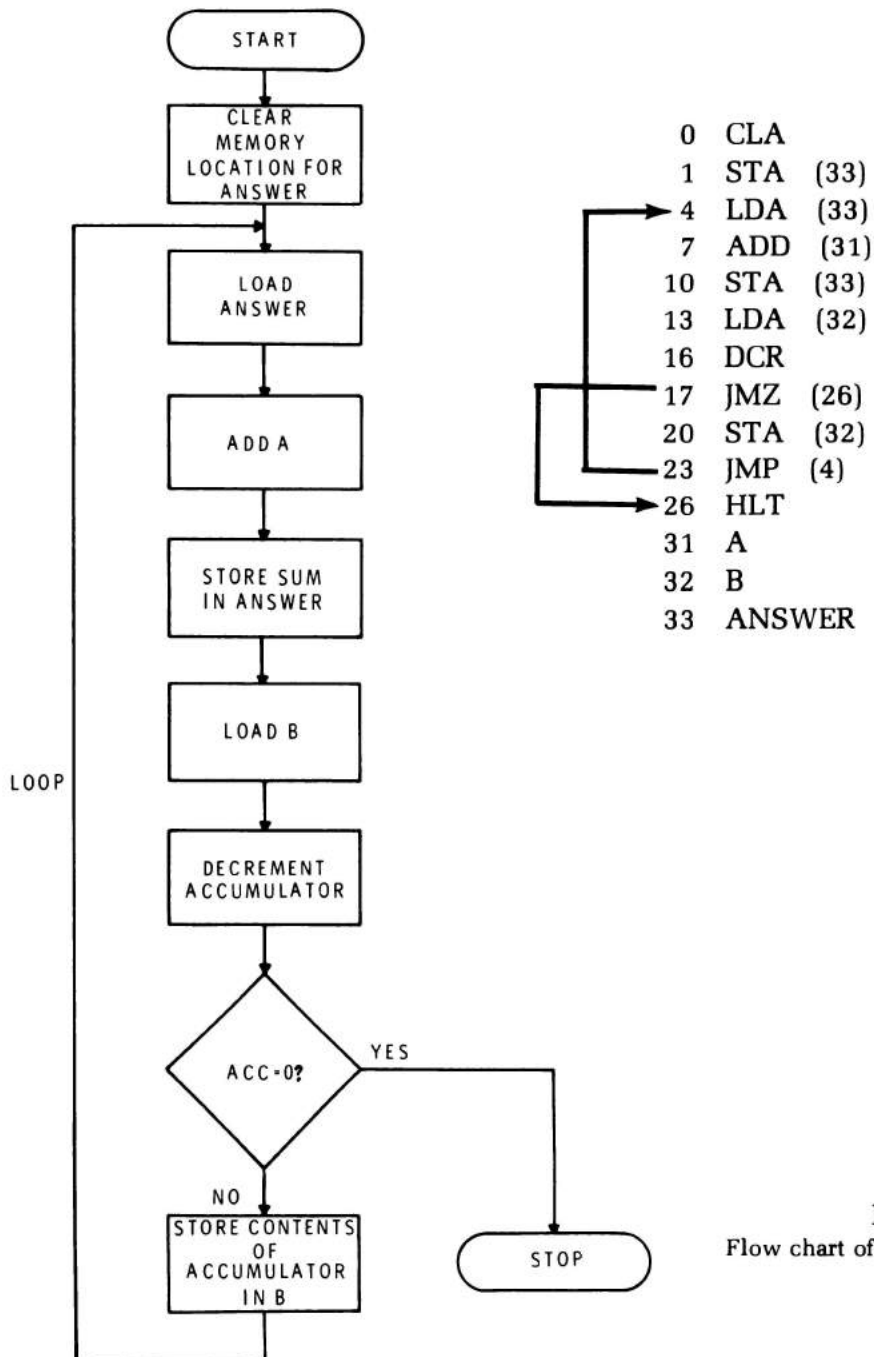 START
CLEAR
MEMORY
LOCATION FOR
ANSWER
LOAD
ANSWER
ADD A
STORE SUM
IN ANSWER
LOAD B
LOOP
DECREMENT
ACCUMULATOR
ACC=0?
YES
NO
STORE CONTENTS
OF
ACCUMULATOR
IN B
STOP
0 CLA
1 STA (33)
4 LDA (33)
7 ADD (31)
10 STA (33)
13 LDA (32)
16 DCR
17 JMZ (26)
20 STA (32)
23 JMP (4)
26 HLT
31 A
32 B
33 ANSWER
Flow chart of